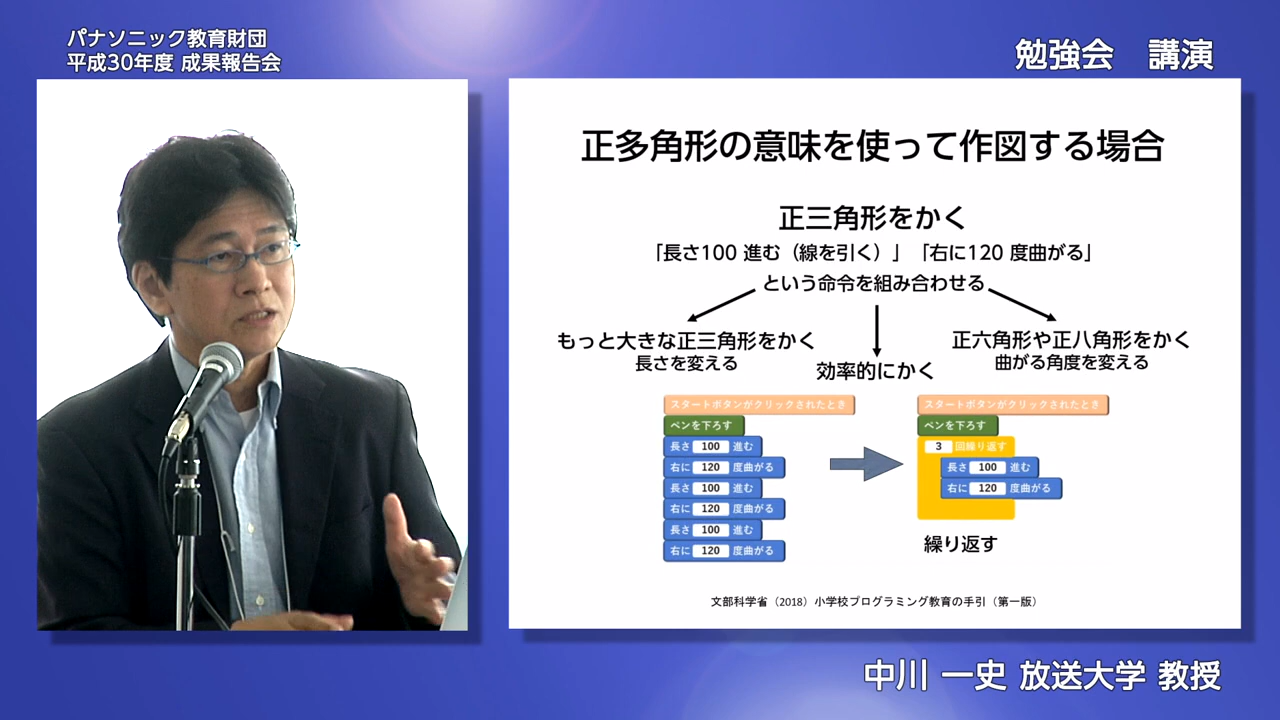 パナソニック教育財団
平成30年度 成果報告会
勉強会　講演
正多角形の意味を使って作図する場合
正三角形をかく
「長さ100 進む（線を引く）」「右に120 度曲がる」
という命令を組み合わせる
もっと大きな正三角形をかく
長さを変える
効率的にかく
正六角形や正八角形をかく
曲がる角度を変える
スタートボタンがクリックされたとき
ペンを下ろす
長さ 100 進む
右に 120 度曲がる
長さ 100 進む
右に 120 度曲がる
長さ 100 進む
右に 120 度曲がる
スタートボタンがクリックされたとき
ペンを下ろす
3 回繰り返す
長さ 100 進む
右に 120 度曲がる
繰り返す
文部科学省（2018）小学校プログラミング教育の手引（第一版）
中川 一史 放送大学 教授